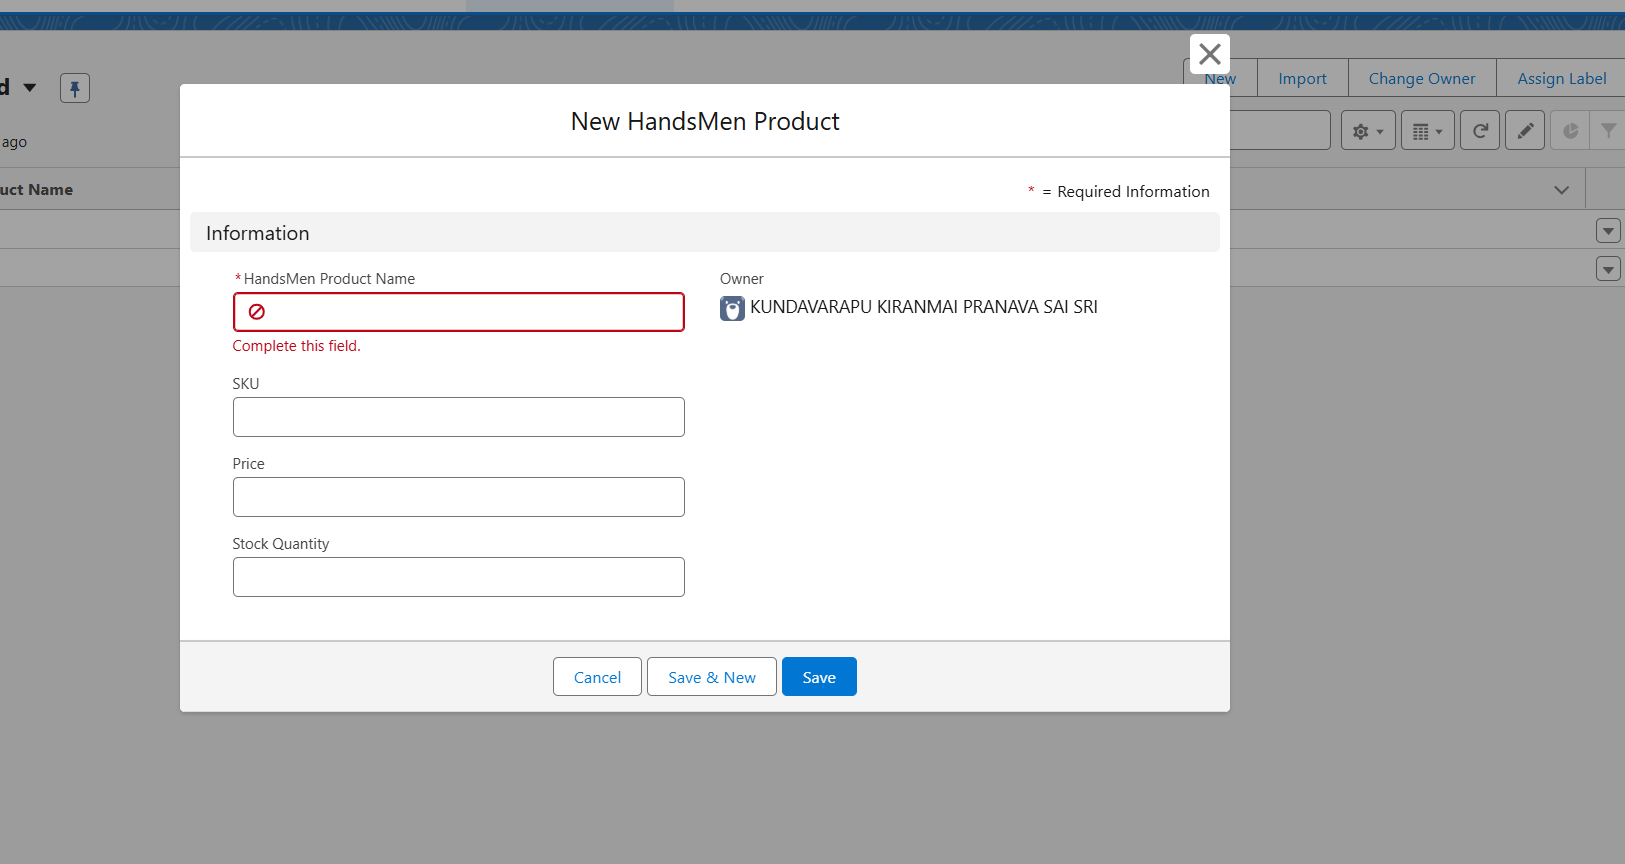 New Import Change Owner Assign Label
d
ago
uct Name
New HandsMen Product
* = Required Information
Information
*HandsMen Product Name
Complete this field.
Owner
KUNDAVARAPU KIRANMAI PRANAVA SAI SRI
SKU
Price
Stock Quantity
Cancel Save & New Save